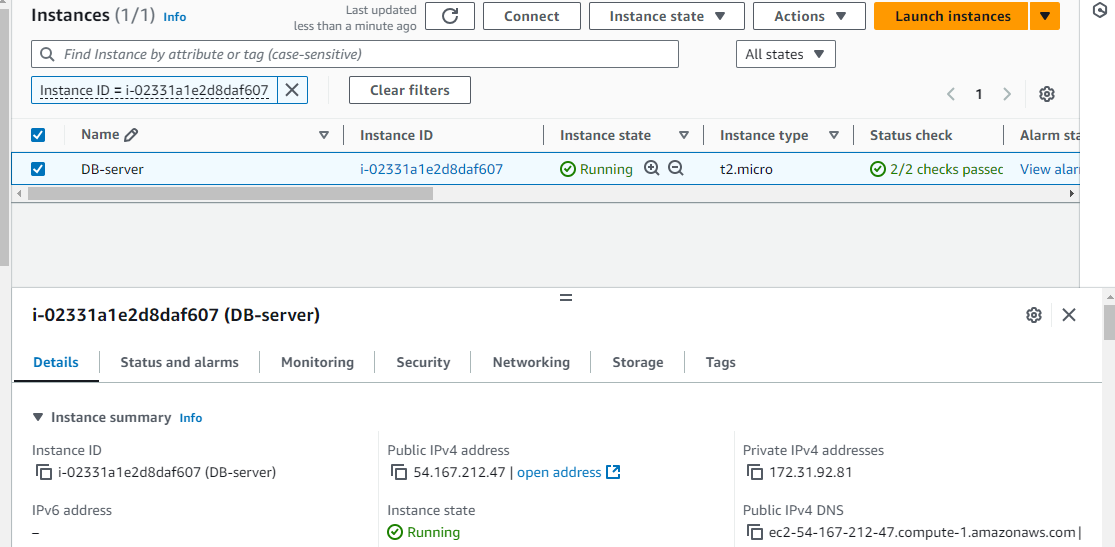 Instances (1/1) Info
Last updated
less than a minute ago
Connect
Instance state
Actions
Launch instances
Find Instance by attribute or tag (case-sensitive)
All states
Instance ID = i-02331a1e2d8daf607
Clear filters
1
Name Instance ID Instance state Instance type Status check Alarm sta
DB-server i-02331a1e2d8daf607 Running t2.micro 2/2 checks passed View alar
i-02331a1e2d8daf607 (DB-server)
Details Status and alarms Monitoring Security Networking Storage Tags
Instance summary Info
Instance ID
i-02331a1e2d8daf607 (DB-server)
Public IPv4 address
54.167.212.47 | open address
Private IPv4 addresses
172.31.92.81
IPv6 address
–
Instance state
Running
Public IPv4 DNS
ec2-54-167-212-47.compute-1.amazonaws.com |